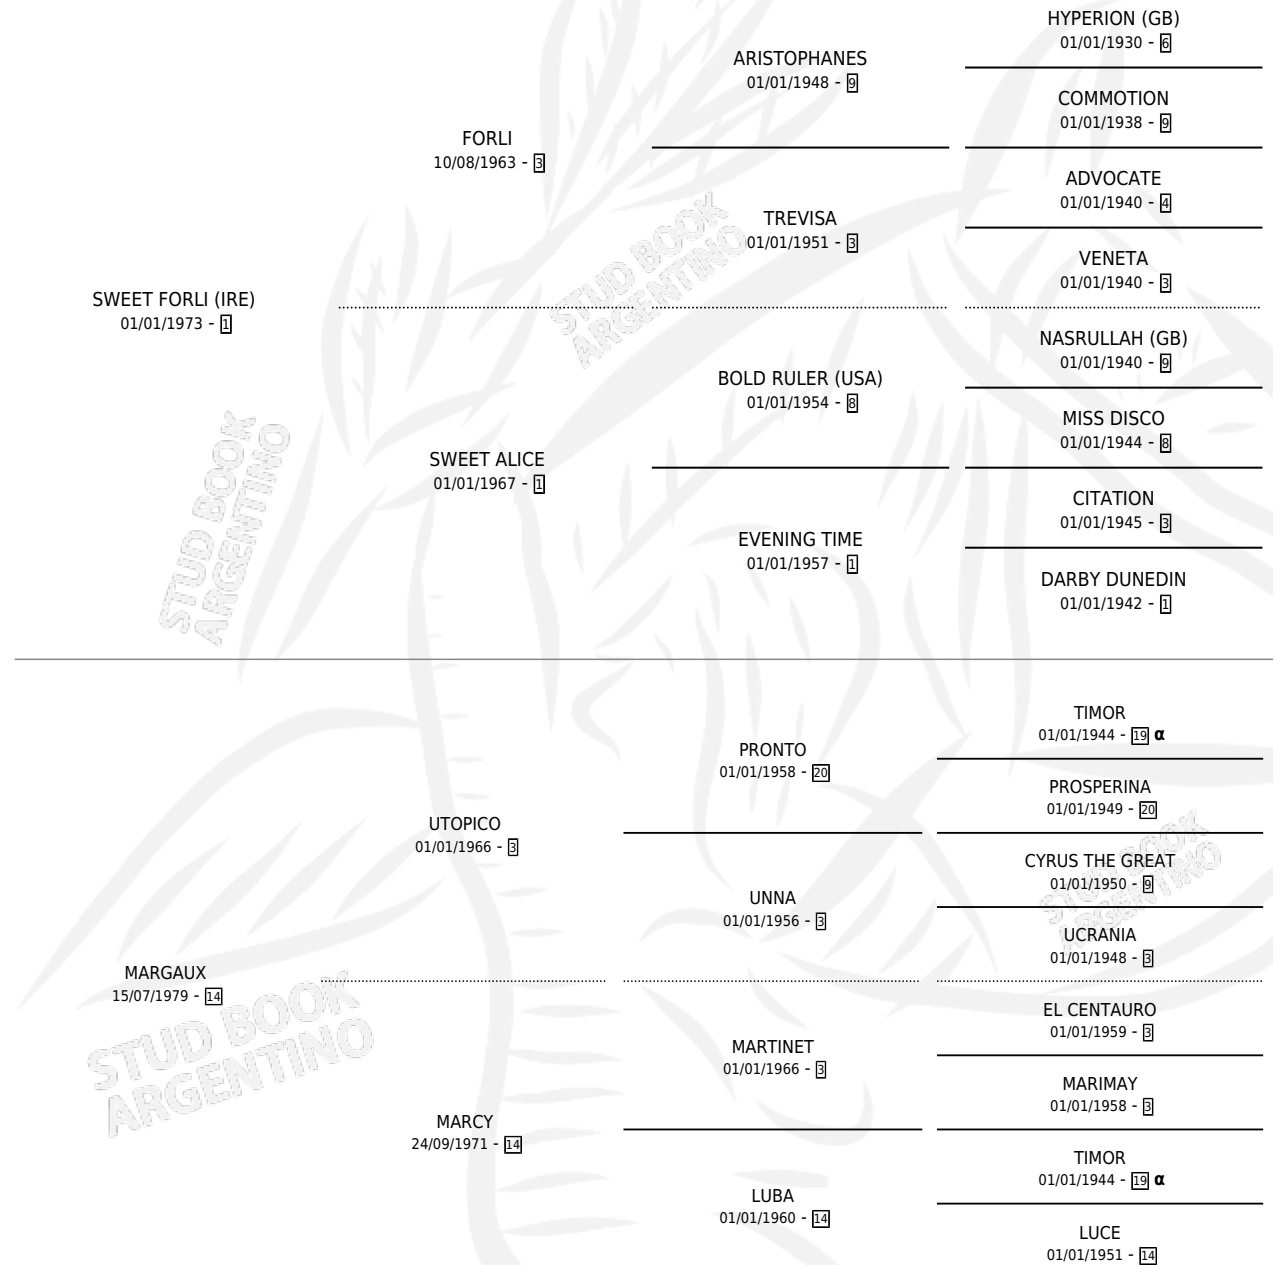 HYPERION (GB)
01/01/1930 - 6
ARISTOPHANES
01/01/1948 - 9
COMMOTION
01/01/1938 - 9
FORLI
10/08/1963 - 3
ADVOCATE
01/01/1940 - 4
TREVISA
01/01/1951 - 3
VENETA
01/01/1940 - 3
SWEET FORLI (IRE)
01/01/1973 - 1
STUD BOOK
ARGENTINO
NASRULLAH (GB)
01/01/1940 - 9
BOLD RULER (USA)
01/01/1954 - 8
MISS DISCO
01/01/1944 - 8
SWEET ALICE
01/01/1967 - 1
CITATION
01/01/1945 - 3
EVENING TIME
01/01/1957 - 1
DARBY DUNEDIN
01/01/1942 - 1
STUD BOOK
ARGENTINO
TIMOR
01/01/1944 - 19 α
PRONTO
01/01/1958 - 20
PROSPERINA
01/01/1949 - 20
UTOPICO
01/01/1966 - 3
CYRUS THE GREAT
01/01/1950 - 9
UNNA
01/01/1956 - 3
STUD BOOK
ARGENTINO
UCRANIA
01/01/1948 - 3
MARGAUX
15/07/1979 - 14
STUD BOOK
ARGENTINO
EL CENTAURO
01/01/1959 - 3
MARTINET
01/01/1966 - 3
MARIMAY
01/01/1958 - 3
MARCY
24/09/1971 - 14
TIMOR
01/01/1944 - 19 α
LUBA
01/01/1960 - 14
LUCE
01/01/1951 - 14